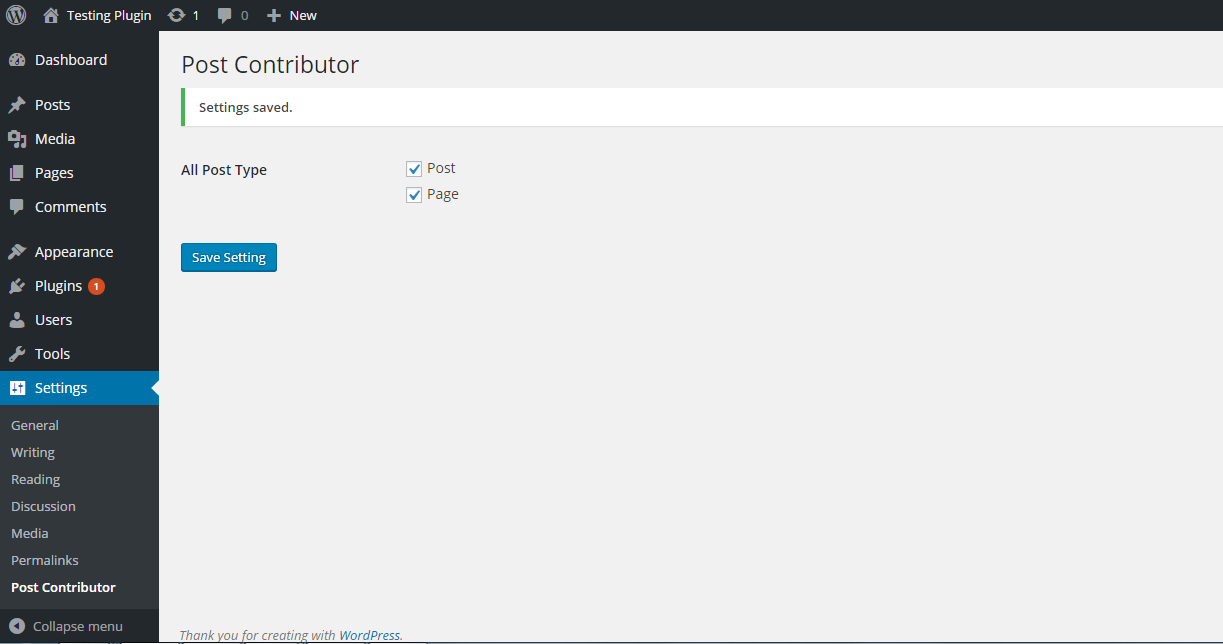 Testing Plugin 1 0 New
Dashboard
Posts
Media
Pages
Comments
Appearance
Plugins 1
Users
Tools
Settings
General
Writing
Reading
Discussion
Media
Permalinks
Post Contributor
Collapse menu
Post Contributor
Settings saved.
All Post Type
Post
Page
Save Setting
Thank you for creating with WordPress.